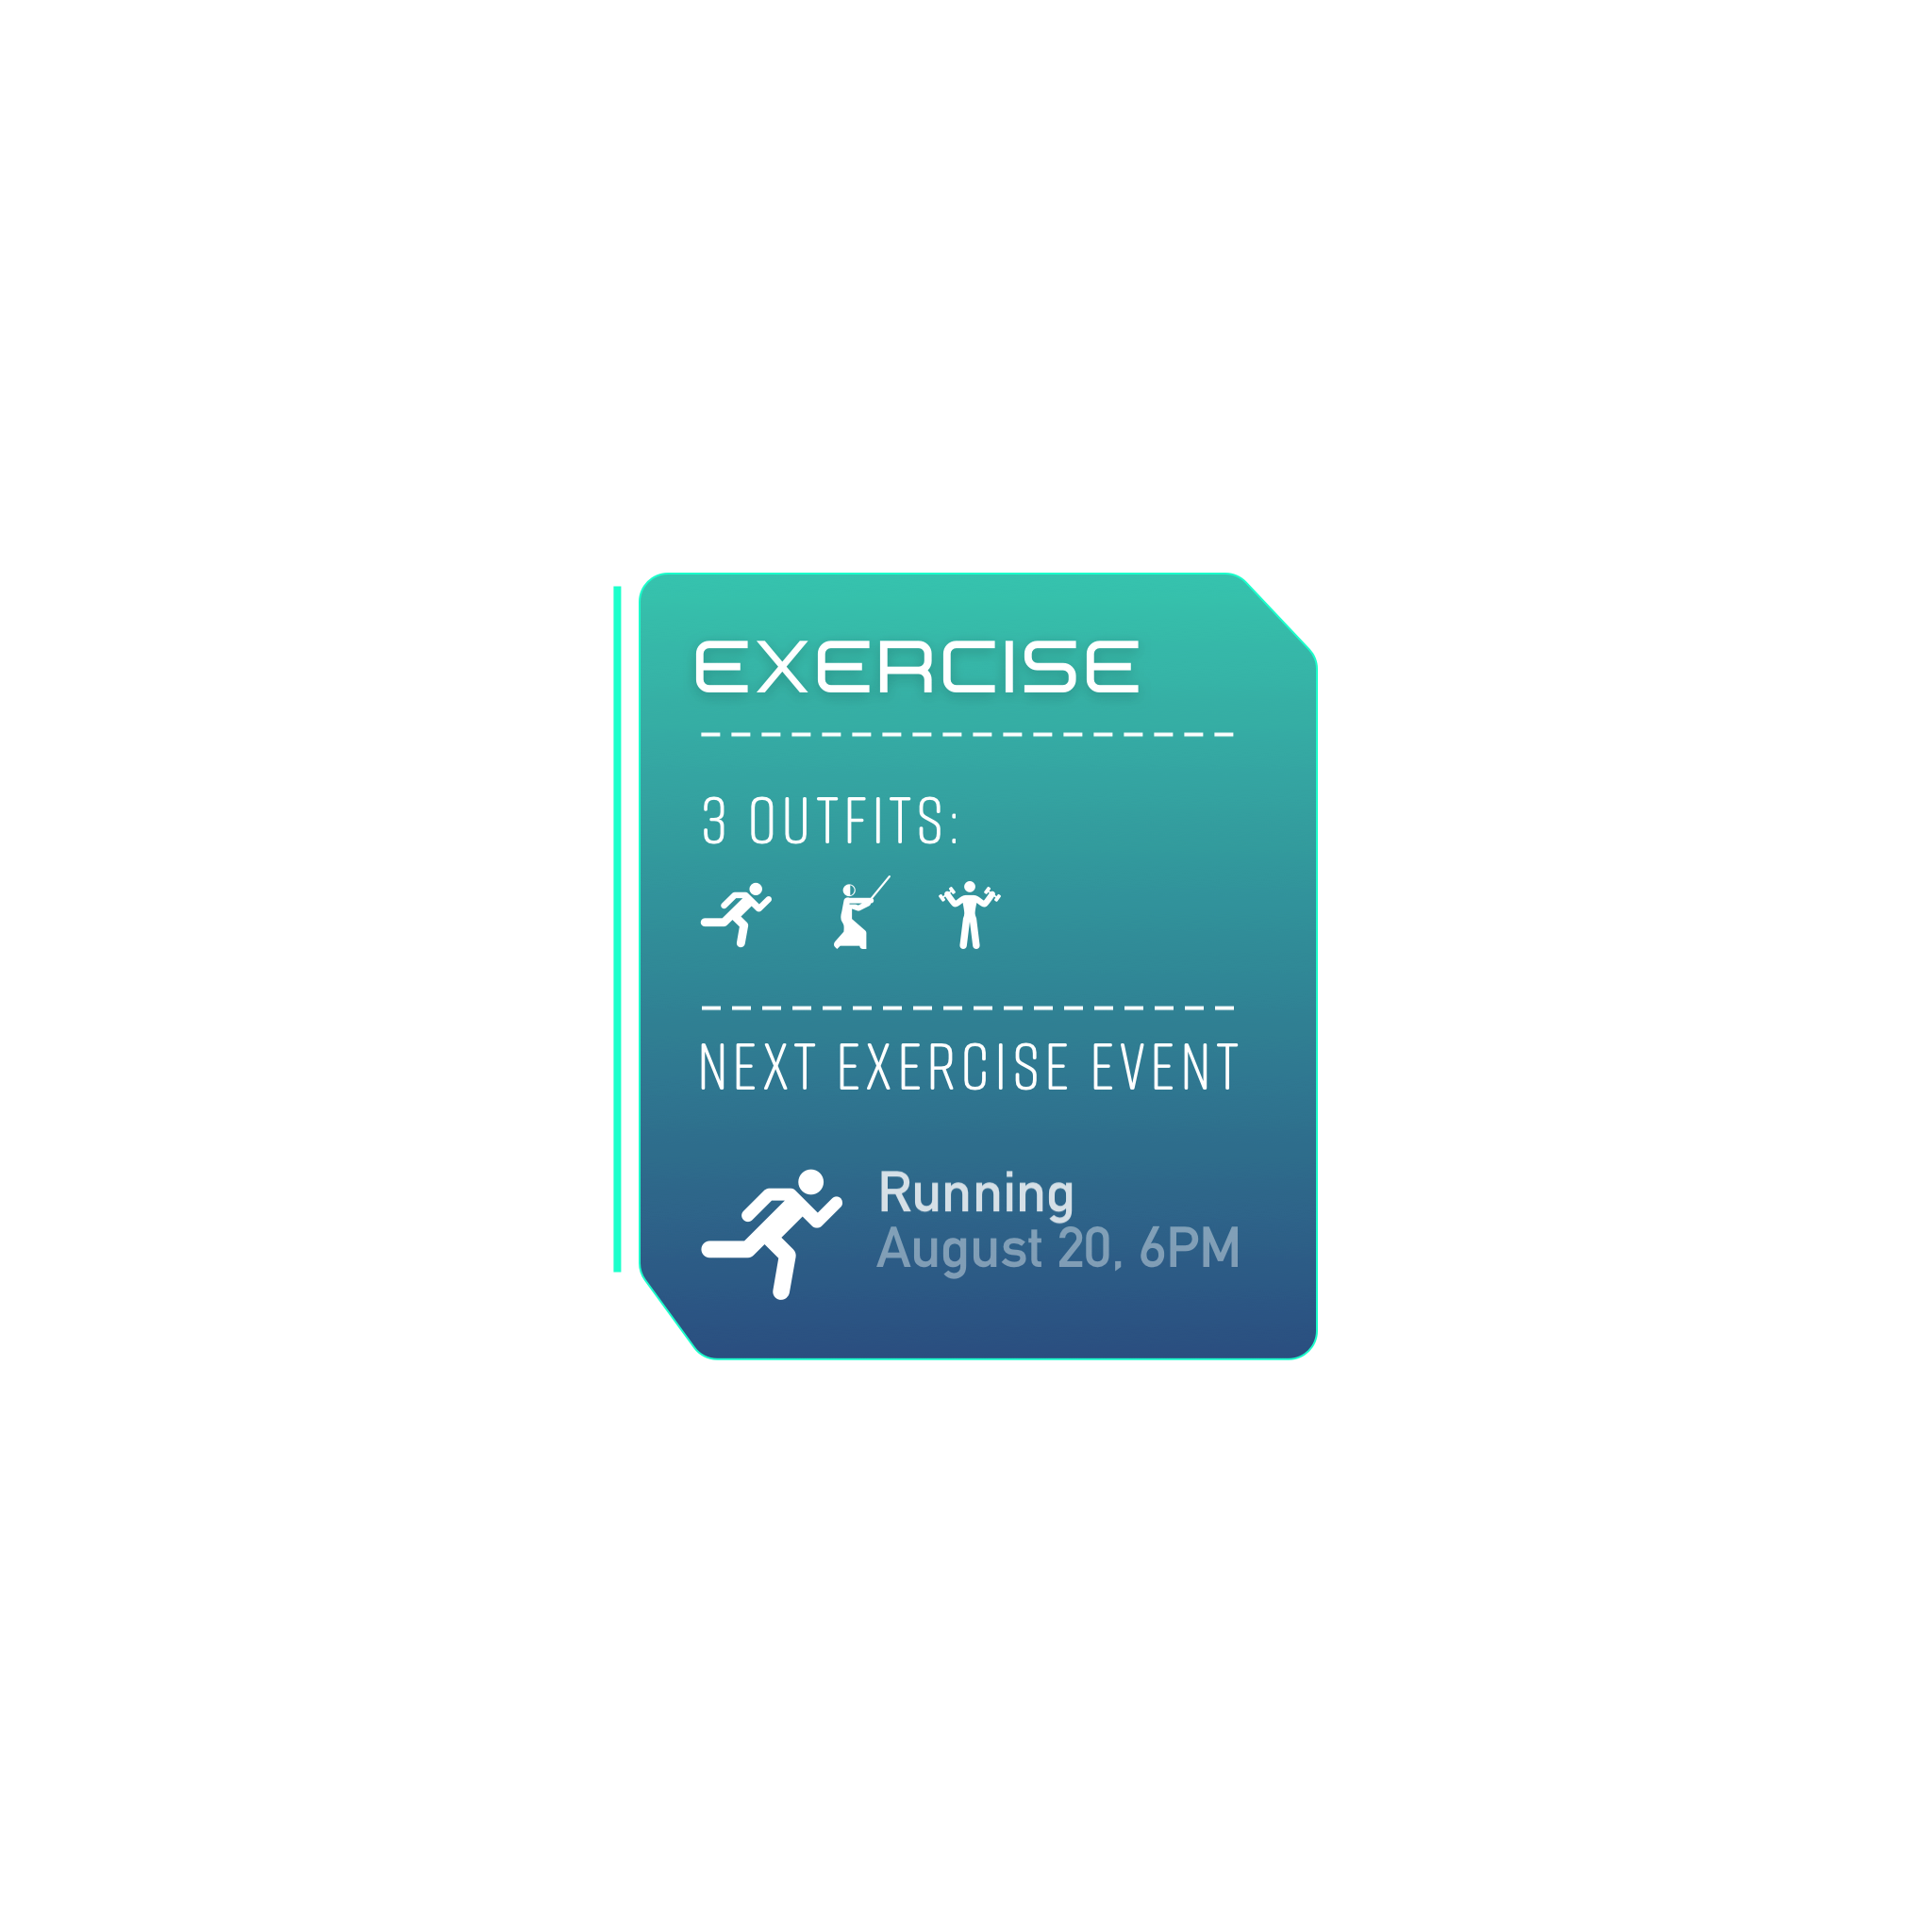 EXERCISE
3 OUTFITS:
NEXT EXERCISE EVENT
Running
August 20, 6PM